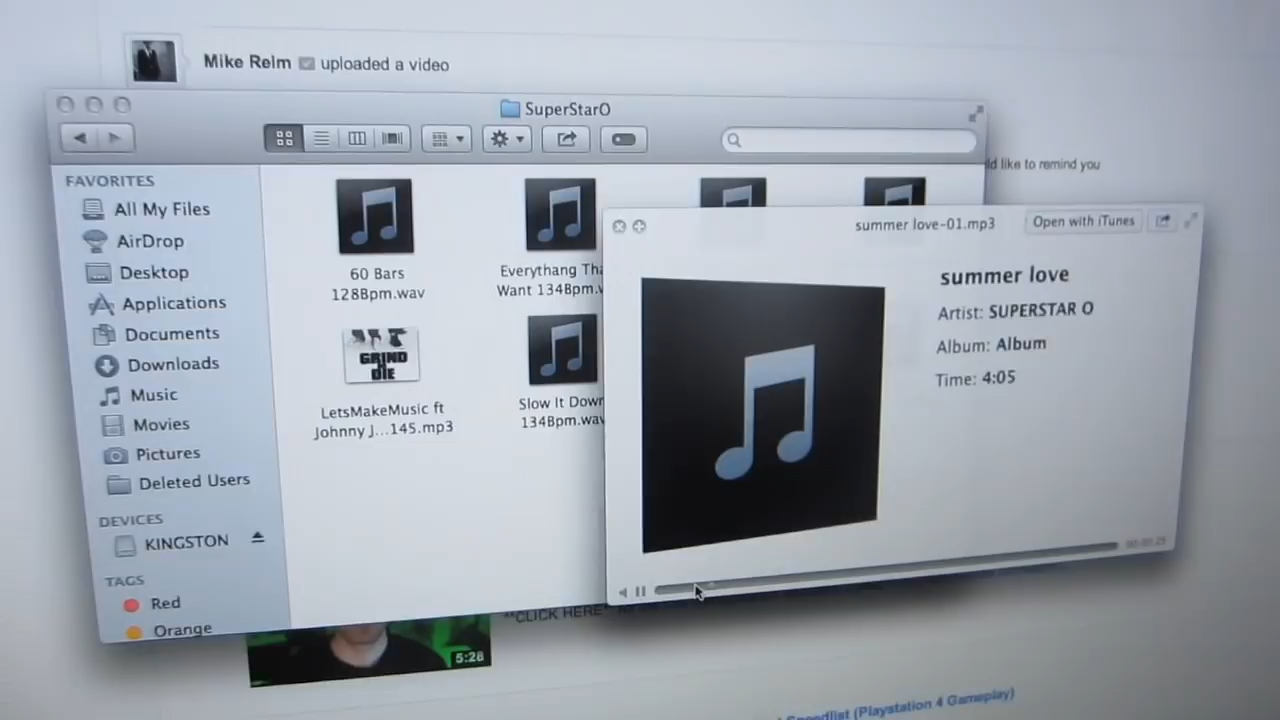 Mike Relm uploaded a video
SuperStarO
ld like to remind you
FAVORITES
All My Files
AirDrop
Desktop
Applications
Documents
Downloads
Music
Movies
Pictures
Deleted Users
DEVICES
KINGSTON
TAGS
Red
Orange
60 Bars
128Bpm.wav
Everythang Tha
Want 134Bpm.w
GRIND
DIE
LetsMakeMusic ft
Johnny J...145.mp3
Slow It Down
134Bpm.wav
summer love-01.mp3
Open with iTunes
summer love
Artist: SUPERSTAR O
Album: Album
Time: 4:05
**CLICK HERE*
5:28
Speedlist (Playstation 4 Gameplay)